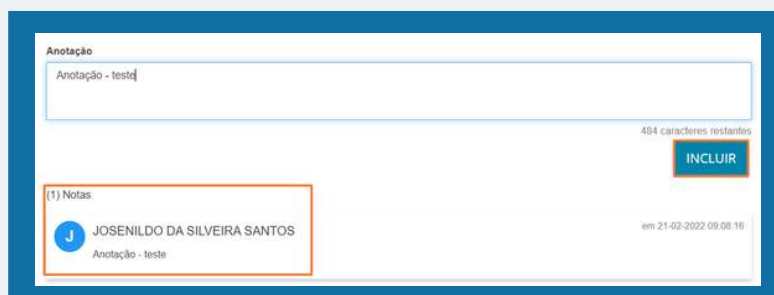 Anotação
Anotação - teste
484 caracteres restantes
INCLUIR
(1) Notas
J
JOSENILDO DA SILVEIRA SANTOS
em 21-02-2022 09:08:16
Anotação - teste